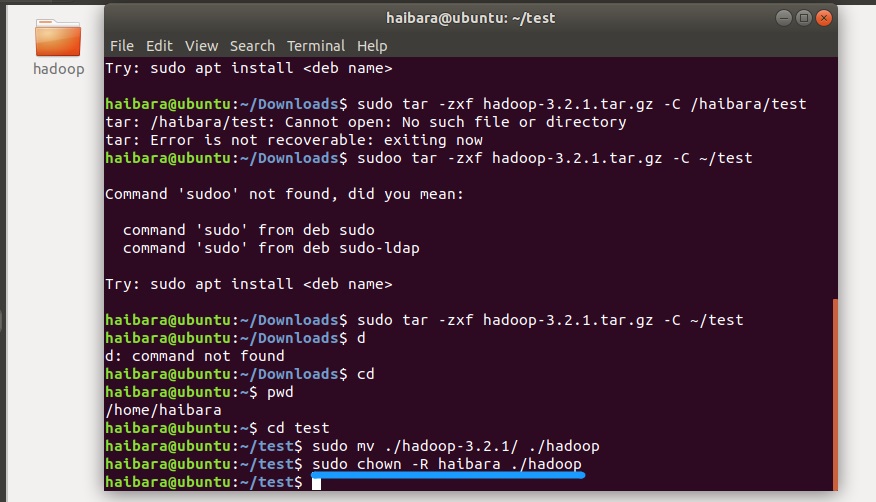 haibara@ubuntu: ~/test
hadoop
File Edit View Search Terminal Help
Try: sudo apt install <deb name>
haibara@ubuntu:~/Downloads$ sudo tar -zxf hadoop-3.2.1.tar.gz -C /haibara/test
tar: /haibara/test: Cannot open: No such file or directory
tar: Error is not recoverable: exiting now
haibara@ubuntu:~/Downloads$ sudoo tar -zxf hadoop-3.2.1.tar.gz -C ~/test
Command 'sudoo' not found, did you mean:
command 'sudo' from deb sudo
command 'sudo' from deb sudo-ldap
Try: sudo apt install <deb name>
haibara@ubuntu:~/Downloads$ sudo tar -zxf hadoop-3.2.1.tar.gz -C ~/test
haibara@ubuntu:~/Downloads$ d
d: command not found
haibara@ubuntu:~/Downloads$ cd
haibara@ubuntu:~$ pwd
/home/haibara
haibara@ubuntu:~$ cd test
haibara@ubuntu:~/test$ sudo mv ./hadoop-3.2.1/ ./hadoop
haibara@ubuntu:~/test$ sudo chown -R haibara ./hadoop
haibara@ubuntu:~/test$